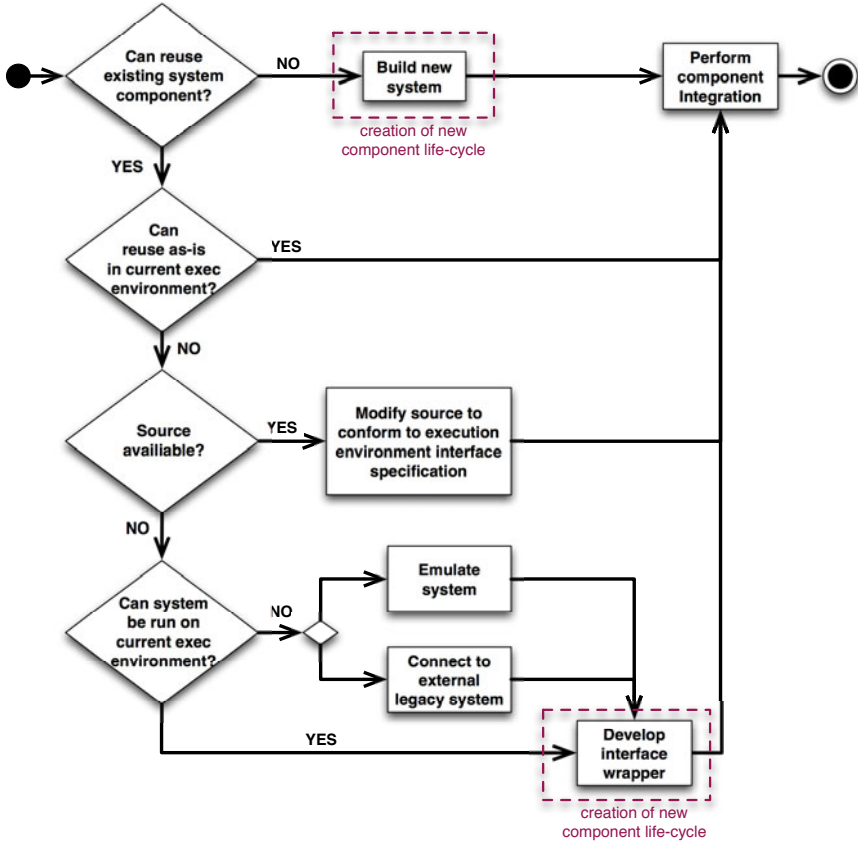 Can reuse
existing system
component?
NO
Build new
system
creation of new
component life-cycle
Perform
component
Integration
YES
Can
reuse as-is
in current exec
environment?
YES
NO
Source
availiable?
YES
Modify source to
conform to execution
environment interface
specification
NO
Can system
be run on
current exec
environment?
NO
Emulate
system
Connect to
external
legacy system
YES
Develop
interface
wrapper
creation of new
component life-cycle